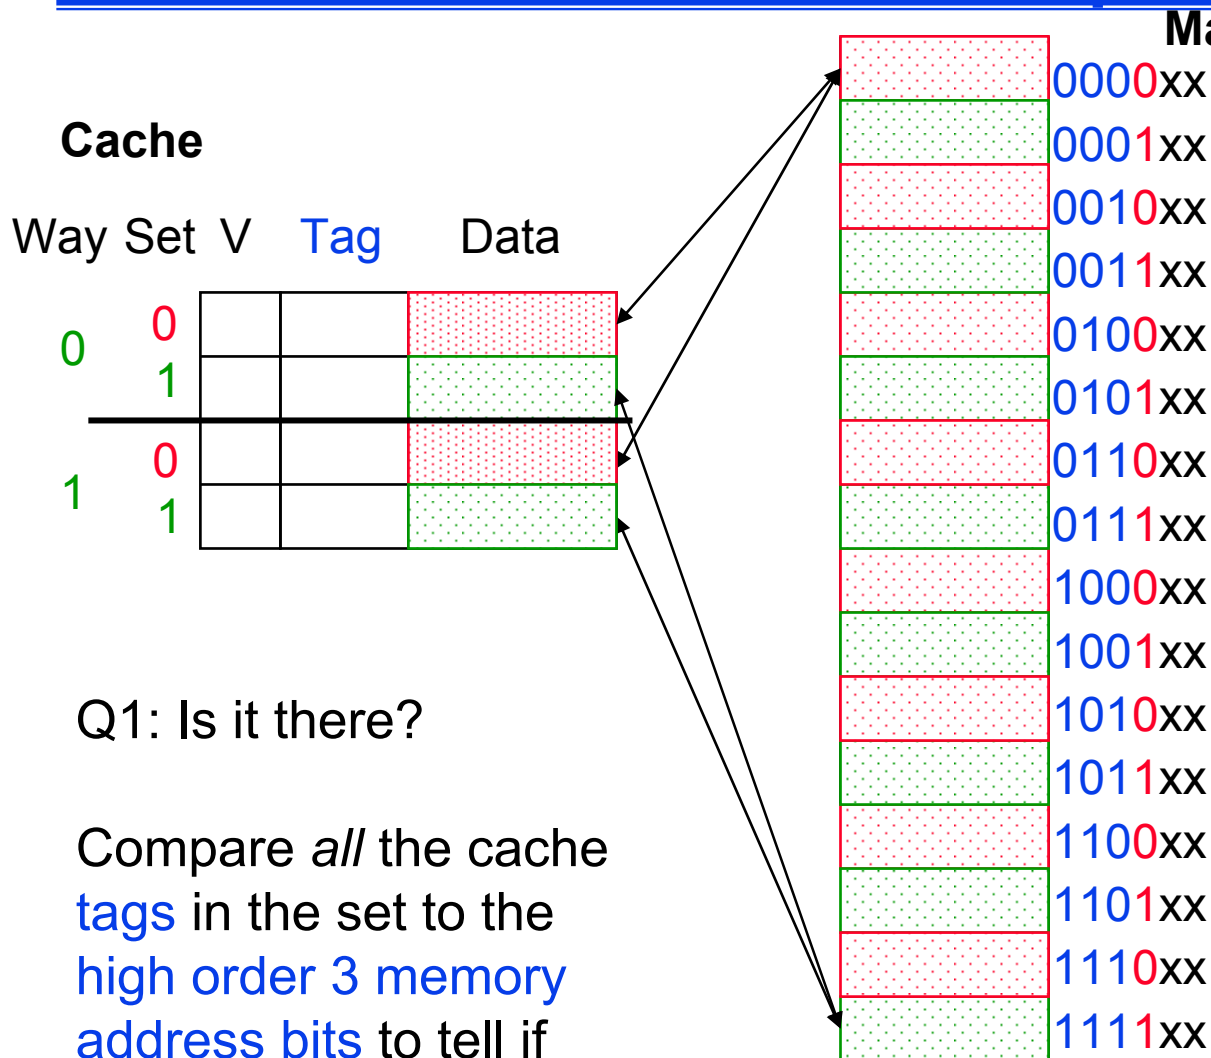 Ma
Cache
Way Set V Tag Data
0
0
1
1
0
1
0000xx
0001xx
0010xx
0011xx
0100xx
0101xx
0110xx
0111xx
1000xx
1001xx
1010xx
1011xx
1100xx
1101xx
1110xx
1111xx
Q1: Is it there?
Compare all the cache
tags in the set to the
high order 3 memory
address bits to tell if